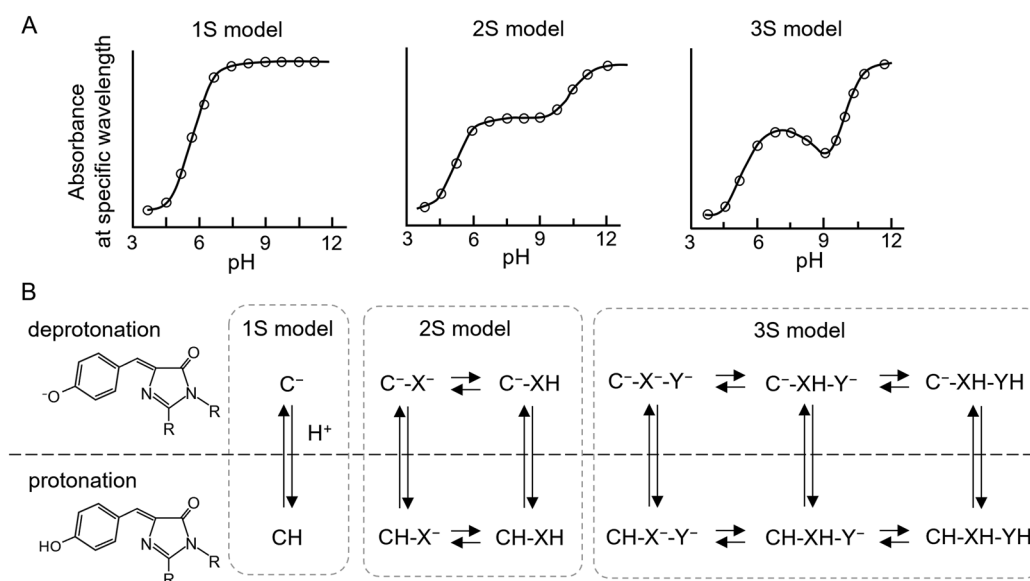 A
1S model
2S model
3S model
Absorbance
at specific wavelength
3 6 9 12
pH
3 6 9 12
pH
3 6 9 12
pH
B
deprotonation
1S model
2S model
3S model
⁻O N N O R R
C⁻
C⁻-X⁻ C⁻-XH
C⁻-X⁻-Y⁻ C⁻-XH-Y⁻ C⁻-XH-YH
H⁺
protonation
HO N N O R R
CH
CH-X⁻ CH-XH
CH-X⁻-Y⁻ CH-XH-Y⁻ CH-XH-YH